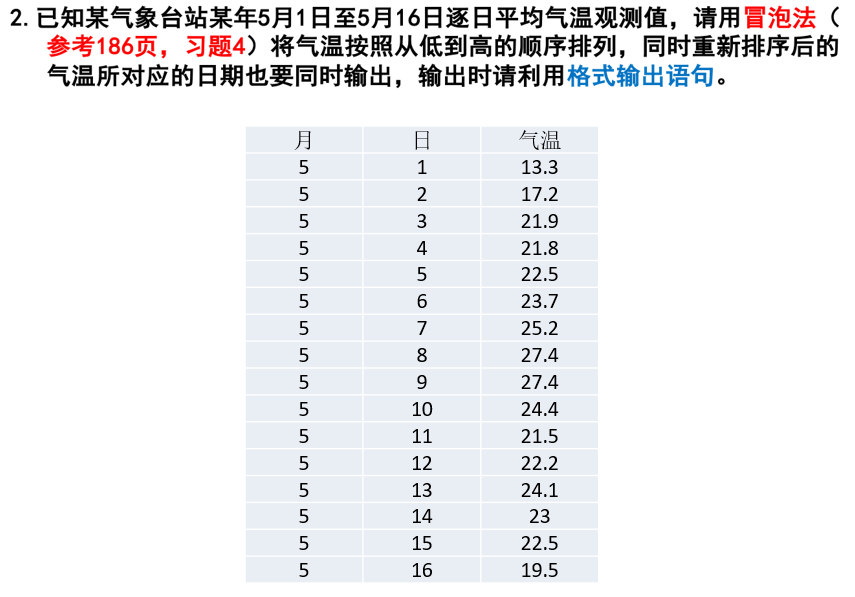 2. 已知某气象台站某年5月1日至5月16日逐日平均气温观测值，请用冒泡法（
参考186页，习题4）将气温按照从低到高的顺序排列，同时重新排序后的
气温所对应的日期也要同时输出，输出时请利用格式输出语句。
月 日 气温
5 1 13.3
5 2 17.2
5 3 21.9
5 4 21.8
5 5 22.5
5 6 23.7
5 7 25.2
5 8 27.4
5 9 27.4
5 10 24.4
5 11 21.5
5 12 22.2
5 13 24.1
5 14 23
5 15 22.5
5 16 19.5